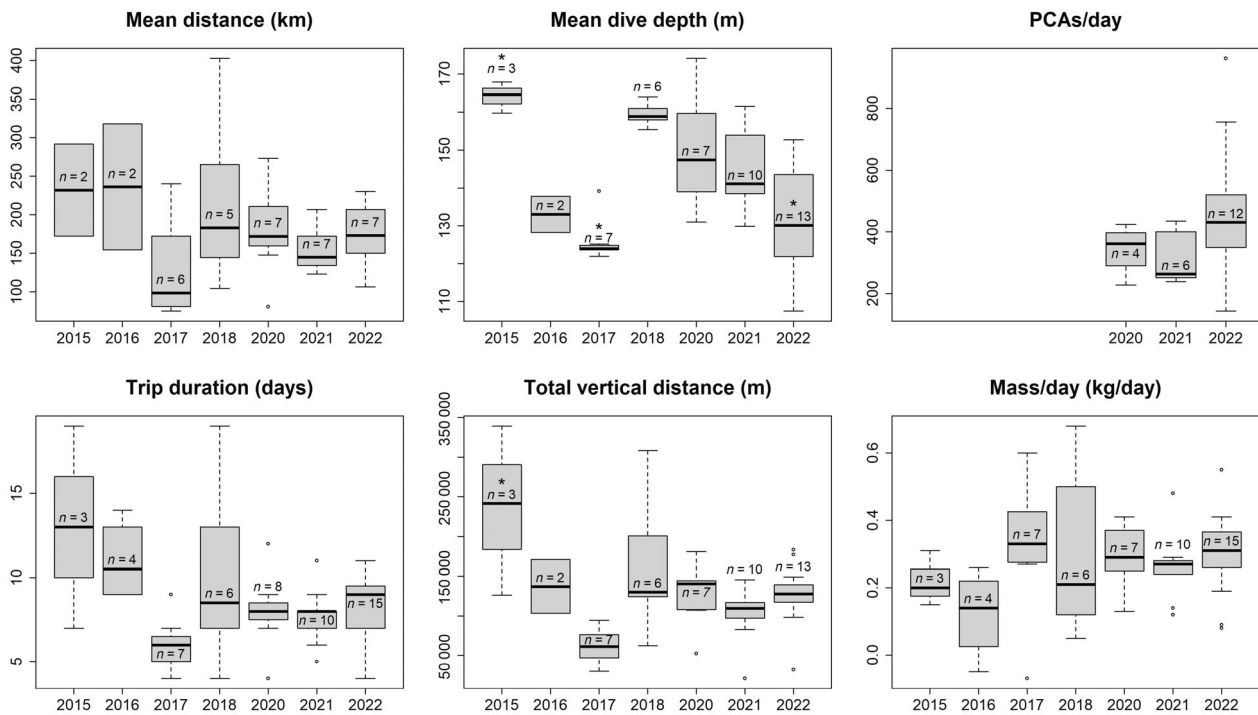 Mean distance (km)
400
350
300
250
200
150
100
n = 2
n = 2
n = 6
n = 5
n = 7
n = 7
n = 7
2015 2016 2017 2018 2020 2021 2022
Mean dive depth (m)
170
150
130
110
*
n = 3
n = 2
*
n = 7
n = 6
n = 7
n = 10
*
n = 13
2015 2016 2017 2018 2020 2021 2022
PCAs/day
800
600
400
200
n = 4
n = 6
n = 12
2020 2021 2022
Trip duration (days)
15
10
5
n = 3
n = 4
n = 7
n = 6
n = 8
n = 10
n = 15
2015 2016 2017 2018 2020 2021 2022
Total vertical distance (m)
350 000
250 000
150 000
50 000
*
n = 3
n = 2
n = 7
n = 6
n = 7
n = 10
n = 13
2015 2016 2017 2018 2020 2021 2022
Mass/day (kg/day)
0.6
0.4
0.2
0.0
n = 3
n = 4
n = 7
n = 6
n = 7
n = 10
n = 15
2015 2016 2017 2018 2020 2021 2022